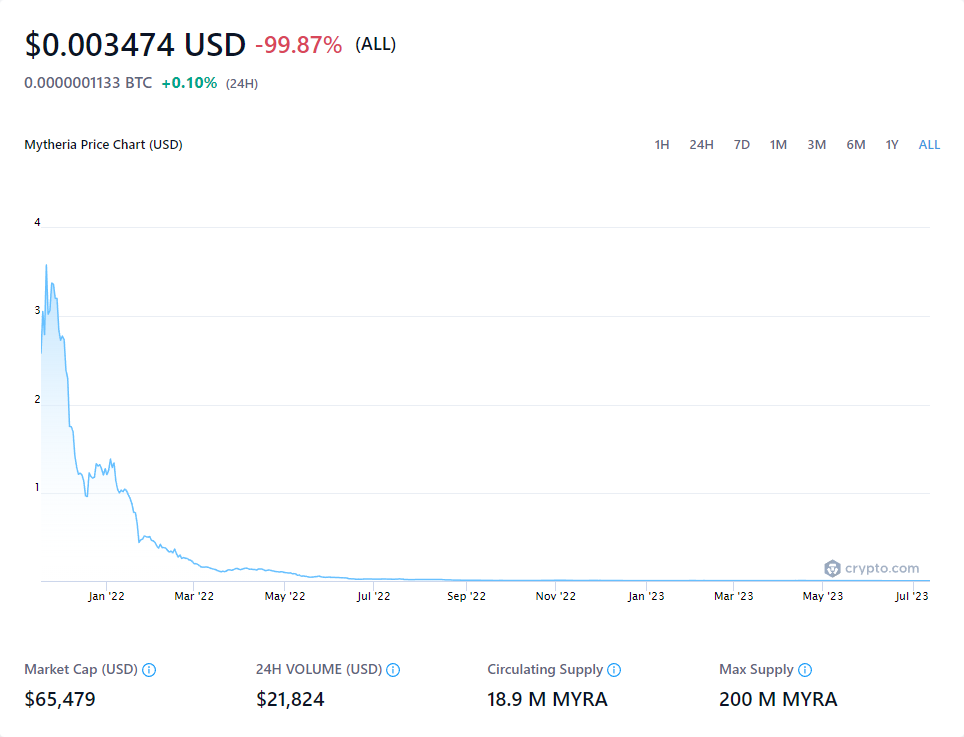 $0.003474 USD -99.87% (ALL)
0.0000001133 BTC +0.10% (24H)
Mytheria Price Chart (USD) 1H 24H 7D 1M 3M 6M 1Y ALL
4
3
2
1
crypto.com
Jan '22 Mar '22 May '22 Jul '22 Sep '22 Nov '22 Jan '23 Mar '23 May '23 Jul '23
Market Cap (USD) 24H VOLUME (USD) Circulating Supply Max Supply
$65,479 $21,824 18.9 M MYRA 200 M MYRA